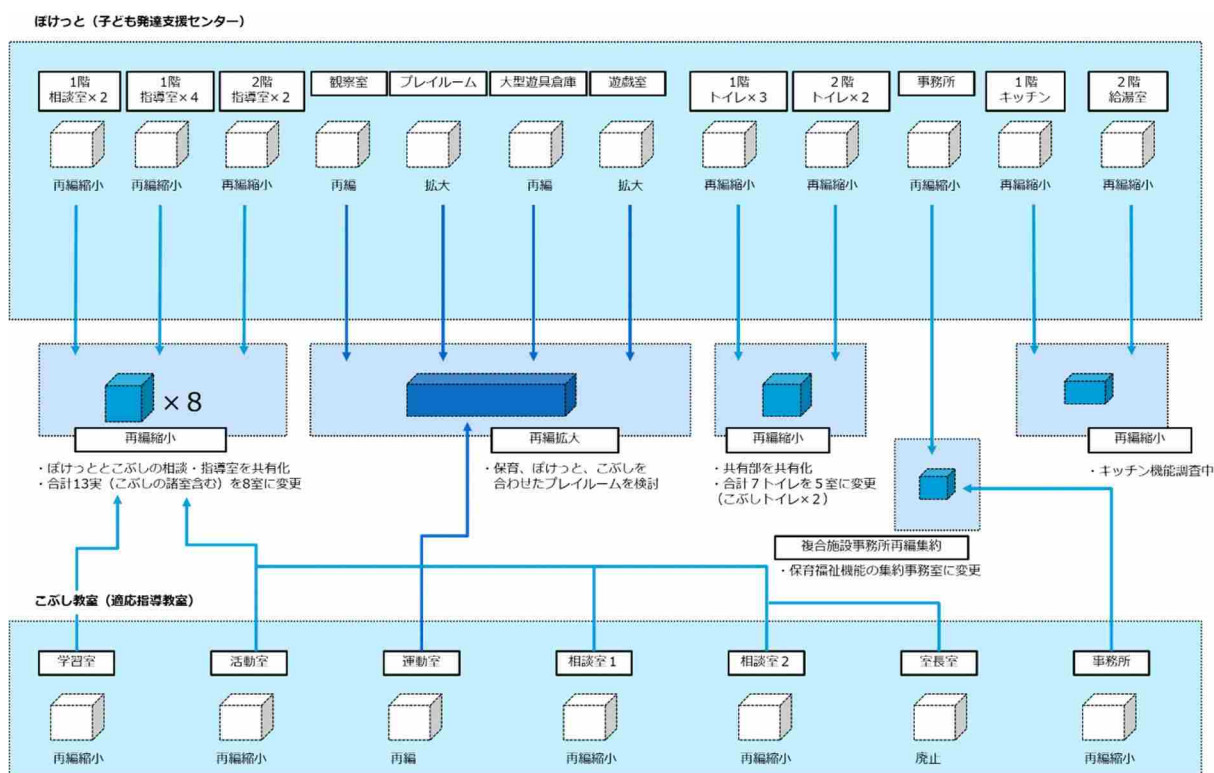 ぽけっと（子ども発達支援センター）
1階
相談室×2
1階
指導室×4
2階
指導室×2
観察室
プレイルーム
大型遊具倉庫
遊戯室
1階
トイレ×3
2階
トイレ×2
事務所
1階
キッチン
2階
給湯室
再編縮小
再編縮小
再編縮小
再編
拡大
再編
拡大
再編縮小
再編縮小
再編縮小
再編縮小
再編縮小
×8
再編縮小
・ぽけっととこぶしの相談・指導室を共有化
・合計13実（こぶしの諸室含む）を8室に変更
再編拡大
・保育、ぽけっと、こぶしを
合わせたプレイルームを検討
再編縮小
・共有部を共有化
・合計7トイレを5室に変更
（こぶしトイレ×2）
再編縮小
・キッチン機能調査中
複合施設事務所再編集約
・保育福祉機能の集約事務室に変更
こぶし教室（適応指導教室）
学習室
活動室
運動室
相談室1
相談室2
室長室
事務所
再編縮小
再編縮小
再編
再編縮小
再編縮小
廃止
再編縮小